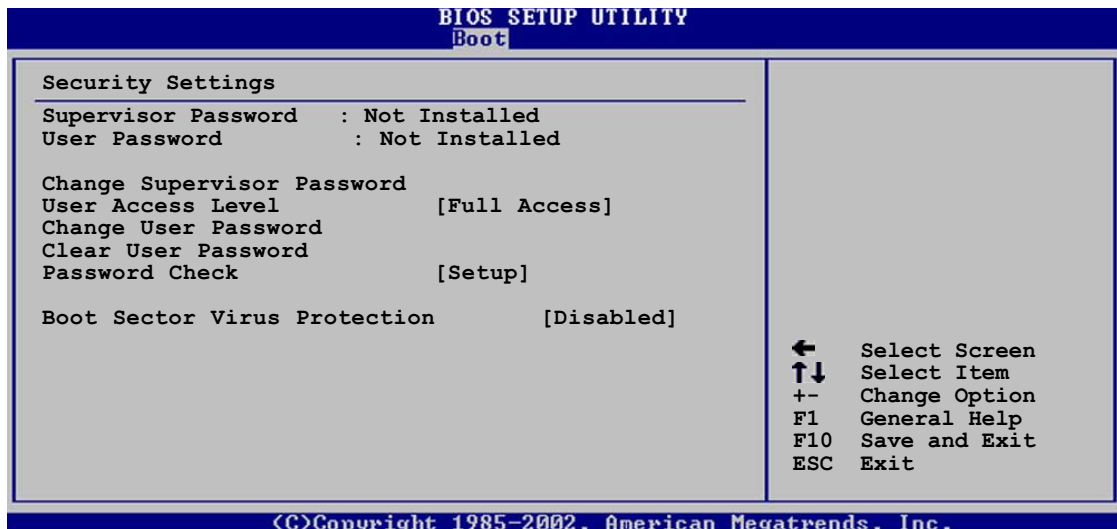 BIOS SETUP UTILITY
Boot
Security Settings
Supervisor Password : Not Installed
User Password : Not Installed
Change Supervisor Password
User Access Level [Full Access]
Change User Password
Clear User Password
Password Check [Setup]
Boot Sector Virus Protection [Disabled]
← Select Screen
↑↓ Select Item
+- Change Option
F1 General Help
F10 Save and Exit
ESC Exit
(C)Copyright 1985-2002, American Megatrends, Inc.